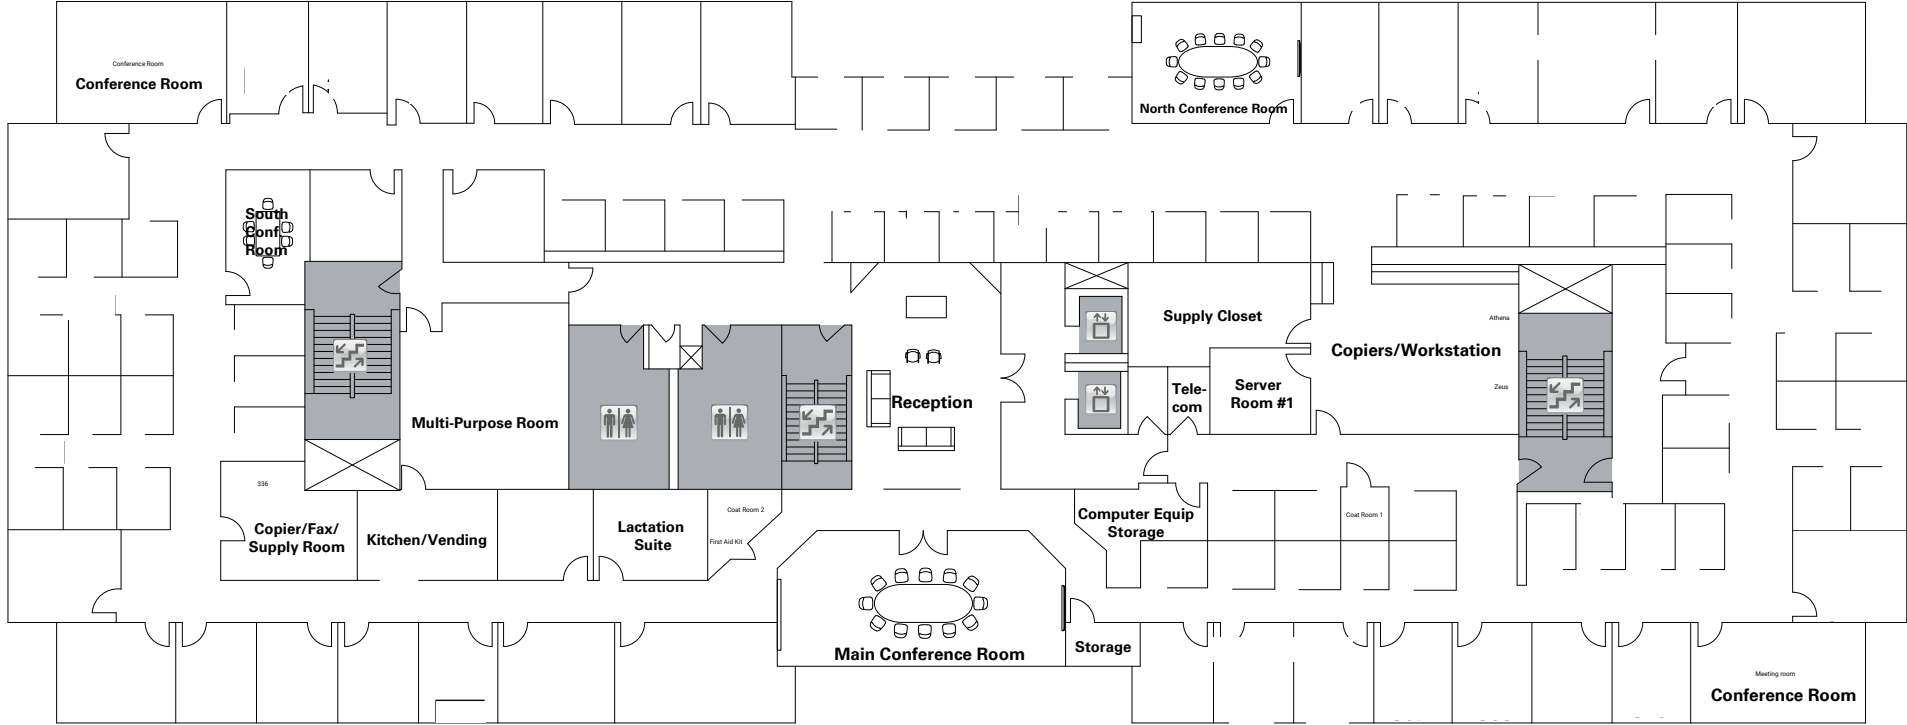 Conference Room
Conference Room
North Conference Room
South
Conf.
Room
Supply Closet
Athena
Copiers/Workstation
Zeus
Tele-
com
Server
Room #1
Reception
Multi-Purpose Room
336
Copier/Fax/
Supply Room
Kitchen/Vending
Lactation
Suite
Coat Room 2
First Aid Kit
Computer Equip
Storage
Coat Room 1
Main Conference Room
Storage
Meeting room
Conference Room